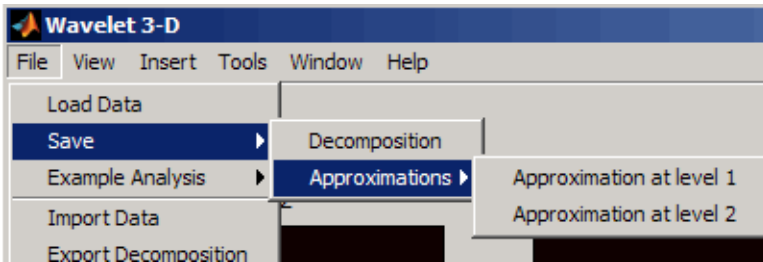 Wavelet 3-D
File View Insert Tools Window Help
Load Data
Save
Decomposition
Example Analysis
Approximations
Approximation at level 1
Import Data
Approximation at level 2
Export Decomposition